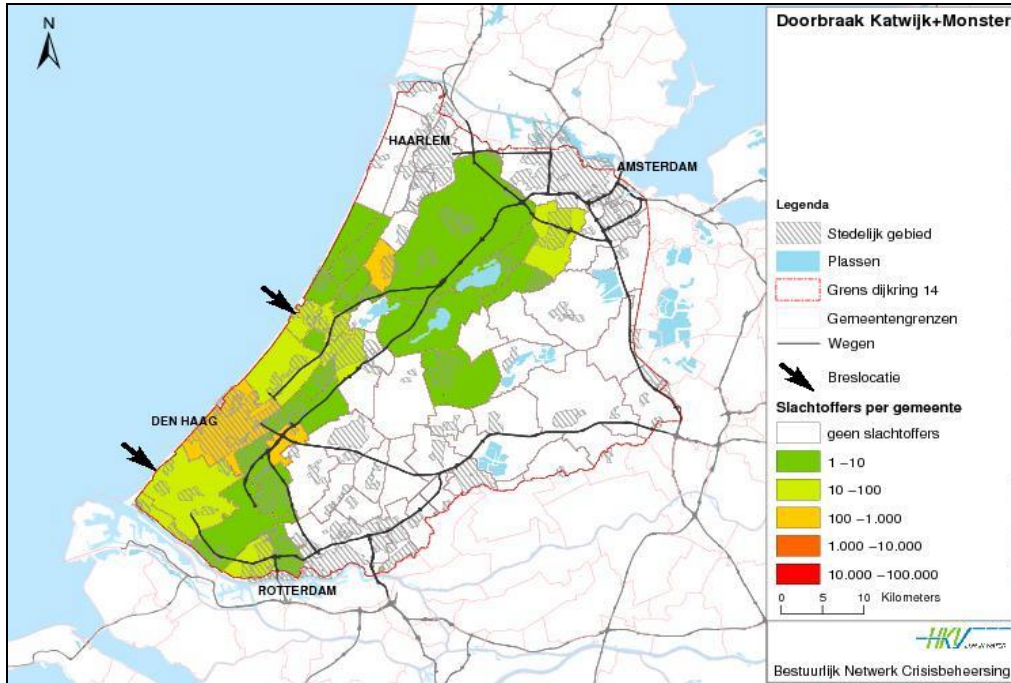 N
HAARLEM
AMSTERDAM
DEN HAAG
ROTTERDAM
Doorbraak Katwijk+Monster
Legenda
Stedelijk gebied
Plassen
Grens dijkring 14
Gemeentengrenzen
Wegen
Breslocatie
Slachtoffers per gemeente
geen slachtoffers
1 –10
10 –100
100 –1.000
1.000 –10.000
10.000 –100.000
0 5 10 Kilometers
HKV
Bestuurlijk Netwerk Crisisbeheersing